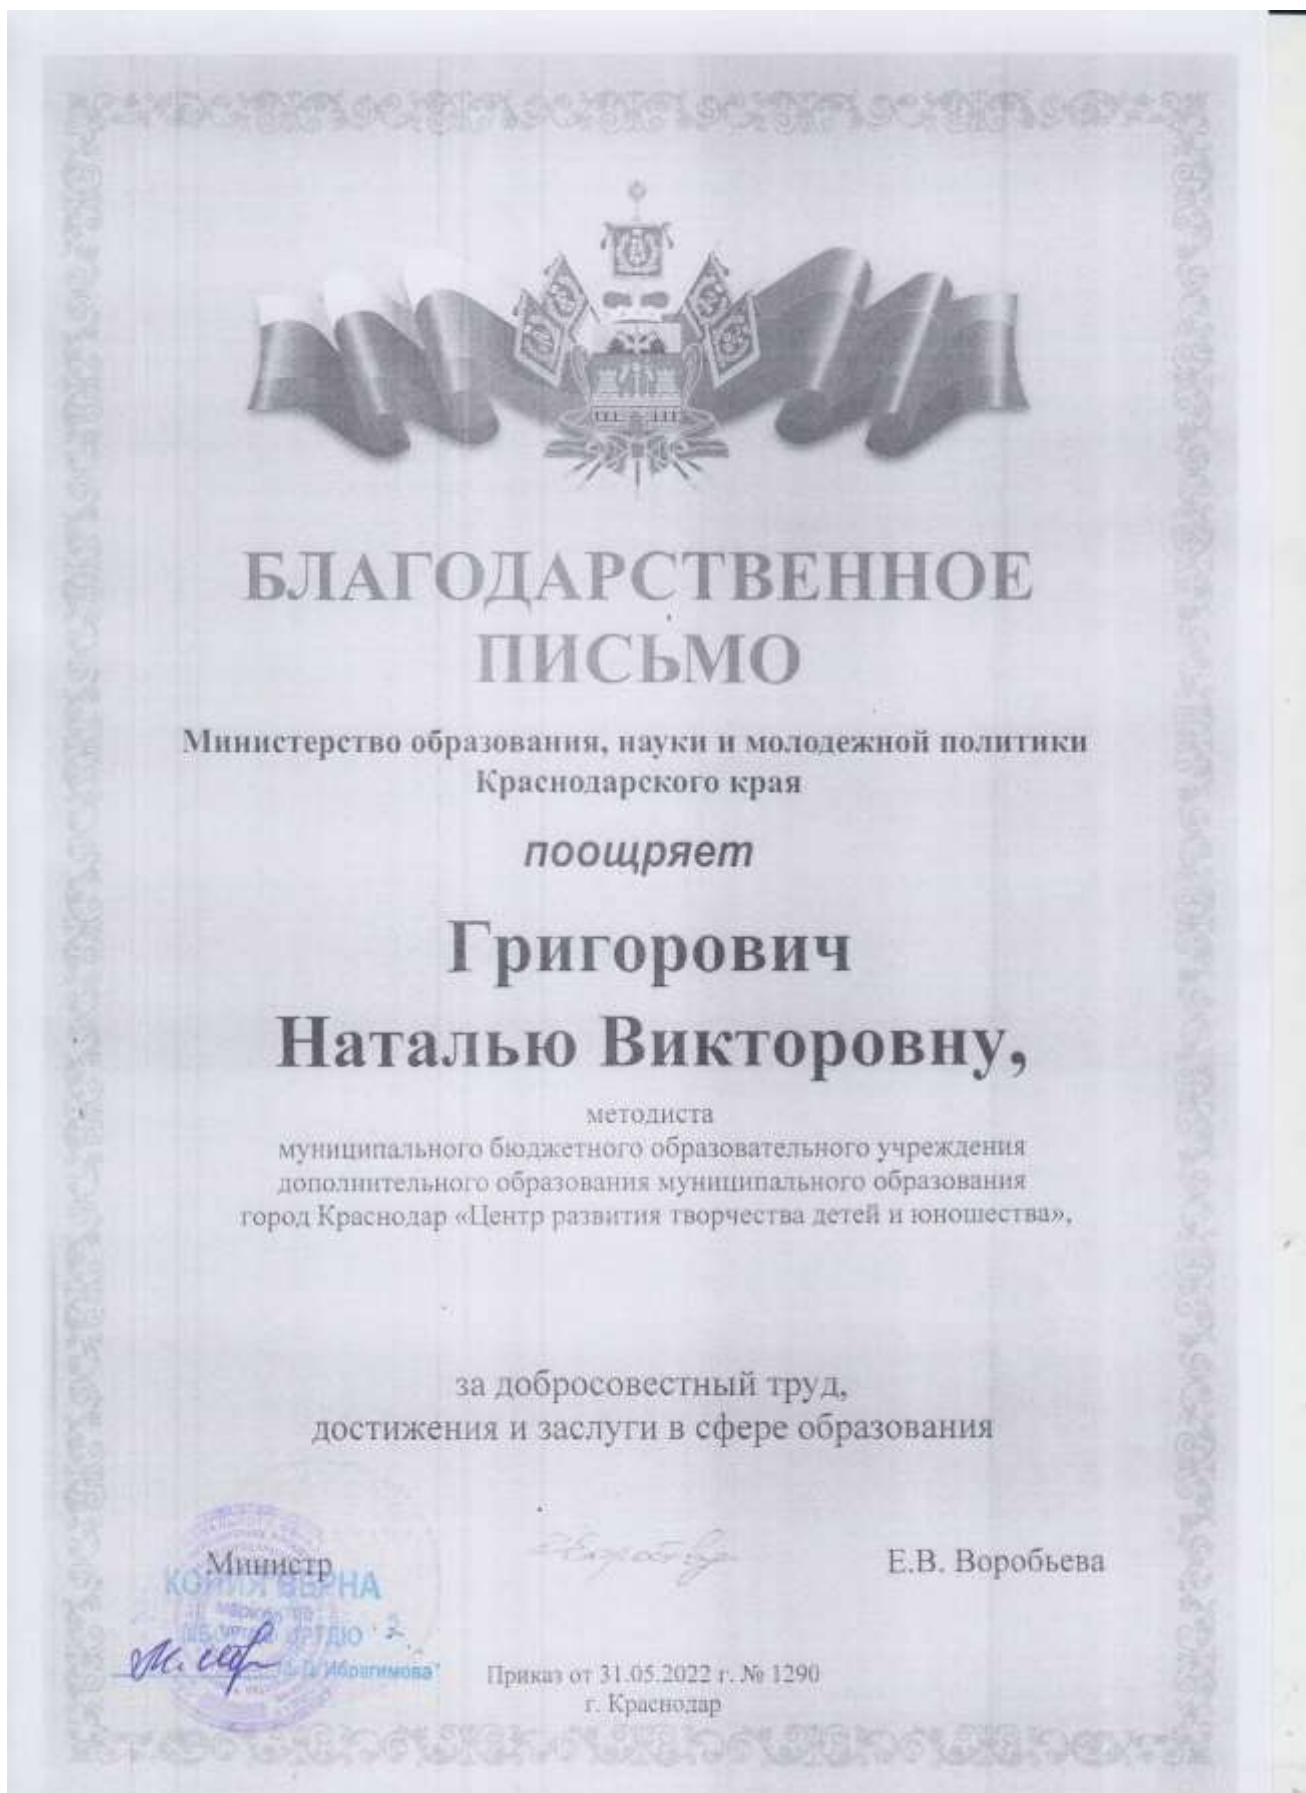 БЛАГОДАРСТВЕННОЕ
ПИСЬМО
Министерство образования, науки и молодежной политики
Краснодарского края
поощряет
Григорович
Наталью Викторовну,
методиста
муниципального бюджетного образовательного учреждения
дополнительного образования муниципального образования
город Краснодар «Центр развития творчества детей и юношества»,
за добросовестный труд,
достижения и заслуги в сфере образования
Министр
Е.В. Воробьева
КОПИЯ ВЕРНА
Ибрагимова
Приказ от 31.05.2022 г. № 1290
г. Краснодар